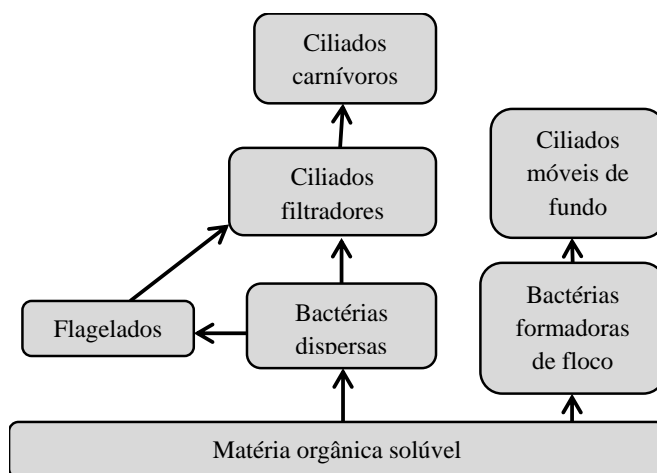 Ciliados
carnívoros
Ciliados
filtradores
Ciliados
móveis de
fundo
Flagelados
Bactérias
dispersas
Bactérias
formadoras
de floco
Matéria orgânica solúvel